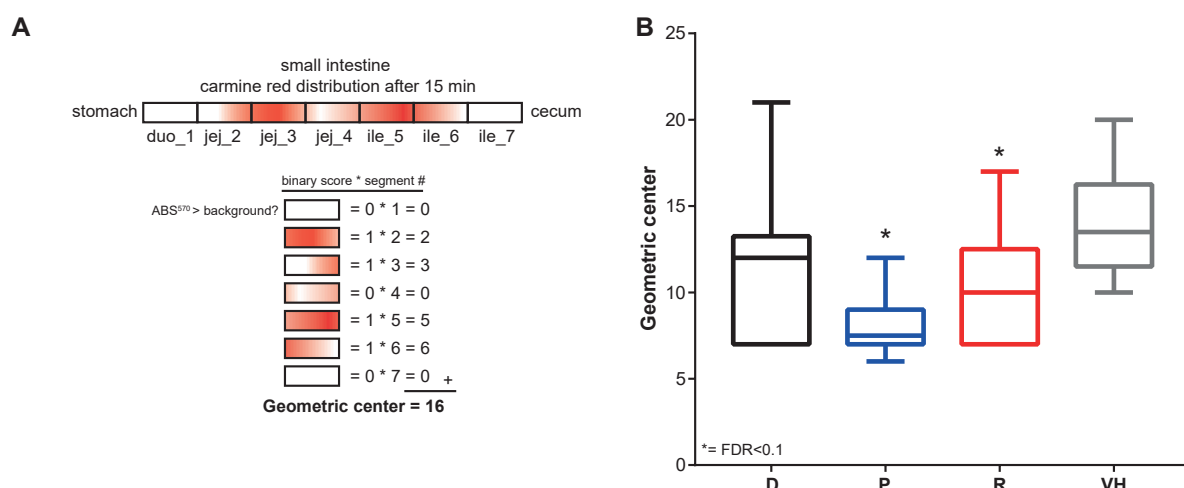 A
small intestine
carmine red distribution after 15 min
stomach
cecum
duo_1 jej_2 jej_3 jej_4 ile_5 ile_6 ile_7
binary score * segment #
ABS⁵⁷⁰ > background?
= 0 * 1 = 0
= 1 * 2 = 2
= 1 * 3 = 3
= 0 * 4 = 0
= 1 * 5 = 5
= 1 * 6 = 6
= 0 * 7 = 0 +
Geometric center = 16
B
Geometric center
25
20
15
10
5
0
*
*
*= FDR<0.1
D P R VH